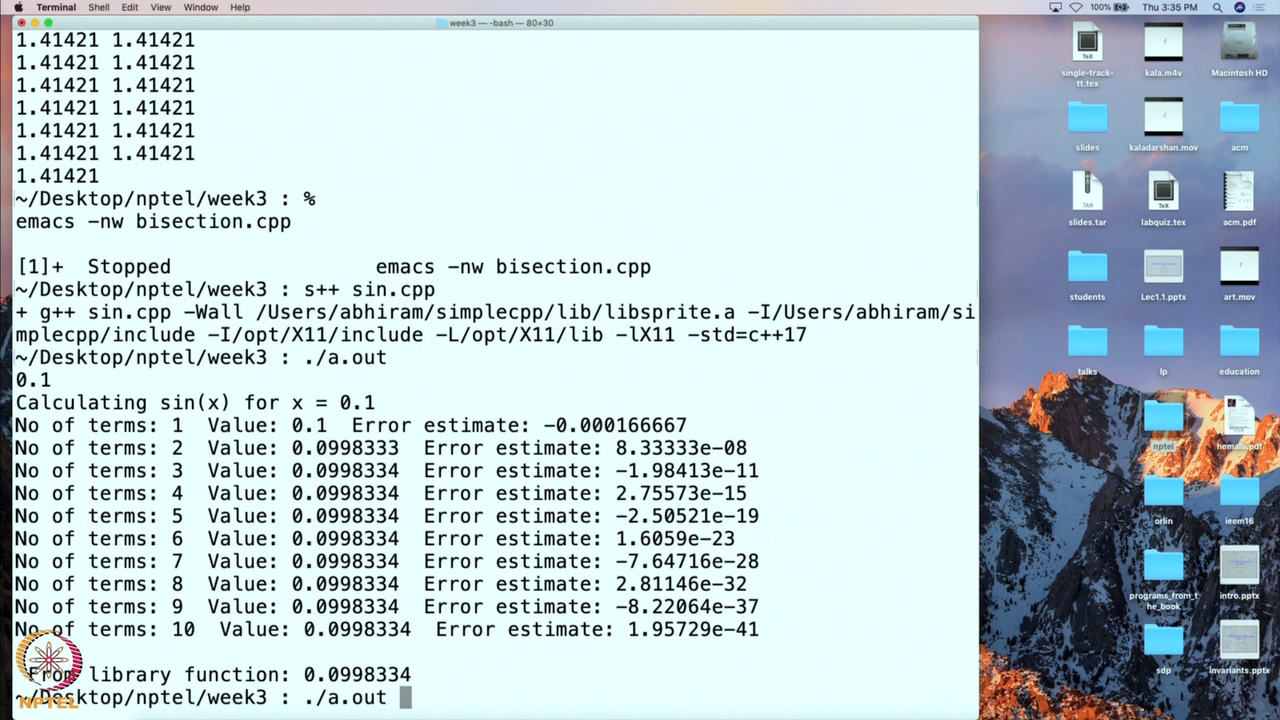 Terminal Shell Edit View Window Help
100% Thu 3:35 PM
week3 — -bash — 80×30
1.41421 1.41421
1.41421 1.41421
1.41421 1.41421
1.41421 1.41421
1.41421 1.41421
1.41421 1.41421
1.41421
~/Desktop/nptel/week3 : %
emacs -nw bisection.cpp
[1]+ Stopped emacs -nw bisection.cpp
~/Desktop/nptel/week3 : s++ sin.cpp
+ g++ sin.cpp -Wall /Users/abhiram/simplecpp/lib/libsprite.a -I/Users/abhiram/si
mplecpp/include -I/opt/X11/include -L/opt/X11/lib -lX11 -std=c++17
~/Desktop/nptel/week3 : ./a.out
0.1
Calculating sin(x) for x = 0.1
No of terms: 1 Value: 0.1 Error estimate: -0.000166667
No of terms: 2 Value: 0.0998333 Error estimate: 8.33333e-08
No of terms: 3 Value: 0.0998334 Error estimate: -1.98413e-11
No of terms: 4 Value: 0.0998334 Error estimate: 2.75573e-15
No of terms: 5 Value: 0.0998334 Error estimate: -2.50521e-19
No of terms: 6 Value: 0.0998334 Error estimate: 1.6059e-23
No of terms: 7 Value: 0.0998334 Error estimate: -7.64716e-28
No of terms: 8 Value: 0.0998334 Error estimate: 2.81146e-32
No of terms: 9 Value: 0.0998334 Error estimate: -8.22064e-37
No of terms: 10 Value: 0.0998334 Error estimate: 1.95729e-41
From library function: 0.0998334
~/Desktop/nptel/week3 : ./a.out
NPTEL
TEX
single-track-
tt.tex
kala.m4v
Macintosh HD
slides
kaladarshan.mov
acm
TAR
slides.tar
TEX
labquiz.tex
acm.pdf
students
Lec1.1.pptx
art.mov
talks
lp
education
nptel
hemala.pdf
orlin
ieem16
programs_from_t
he_book
intro.pptx
sdp
invariants.pptx